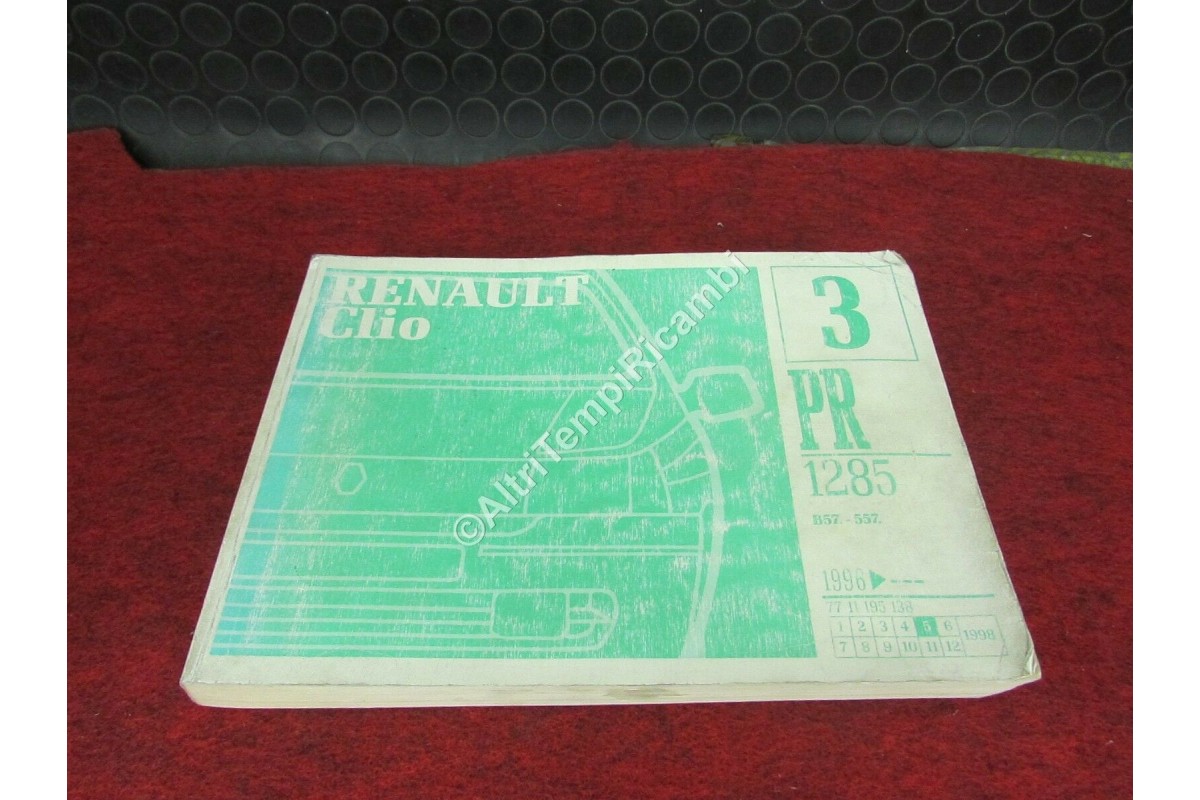 RENAULT
Clio
3
PR
1285
B57. - 557.
1996 ▶ ---
77 11 195 138
1 2 3 4 5 6
7 8 9 10 11 12
1998
©AltriTempiRicambi